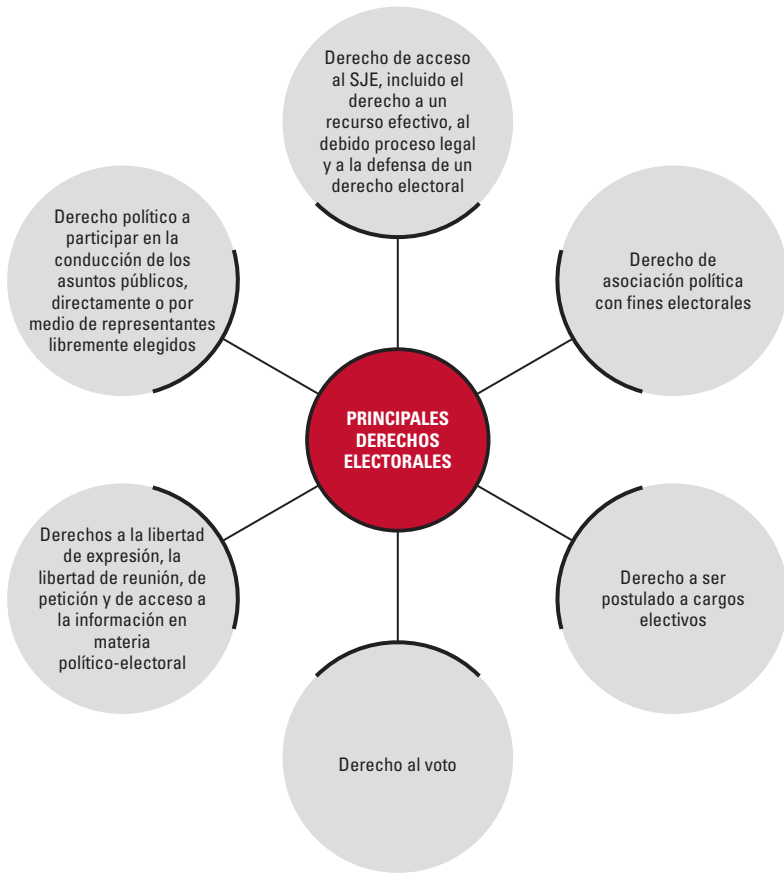 Derecho de acceso
al SJE, incluido el
derecho a un
recurso efectivo, al
debido proceso legal
y a la defensa de un
derecho electoral
Derecho político a
participar en la
conducción de los
asuntos públicos,
directamente o por
medio de representantes
libremente elegidos
Derecho de
asociación política
con fines electorales
PRINCIPALES
DERECHOS
ELECTORALES
Derechos a la libertad
de expresión, la
libertad de reunión, de
petición y de acceso a
la información en
materia
político-electoral
Derecho a ser
postulado a cargos
electivos
Derecho al voto